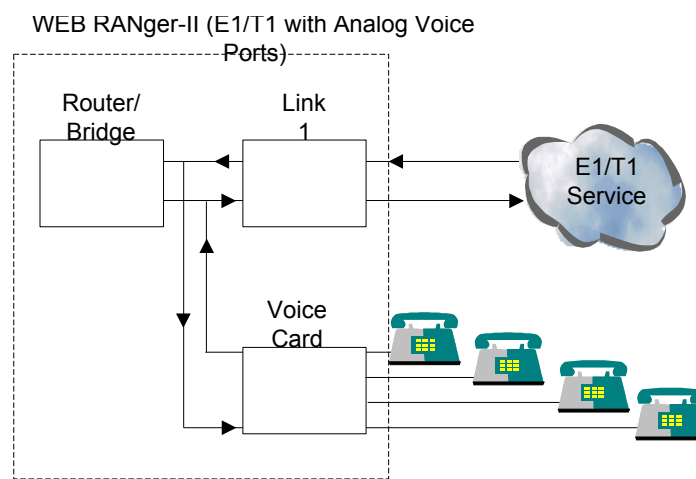 WEB RANger-II (E1/T1 with Analog Voice
Ports)
Router/
Bridge
Link
1
E1/T1
Service
Voice
Card